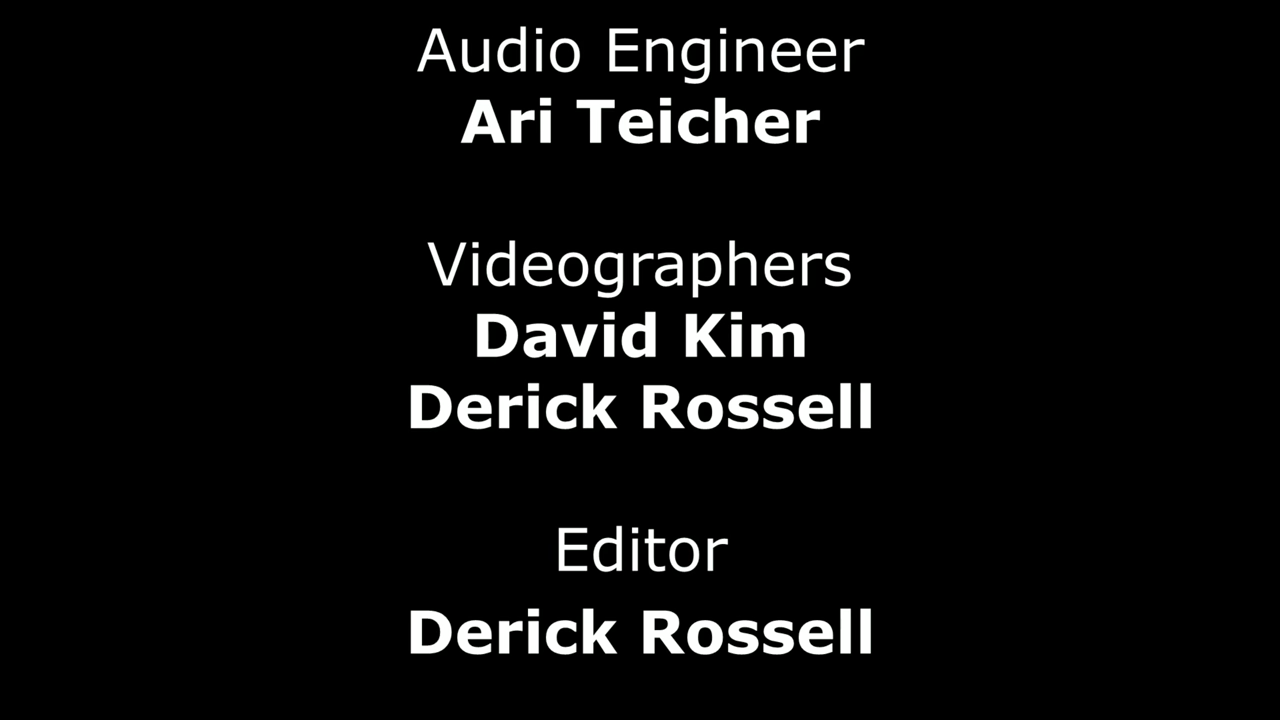 Audio Engineer
Ari Teicher
Videographers
David Kim
Derick Rossell
Editor
Derick Rossell